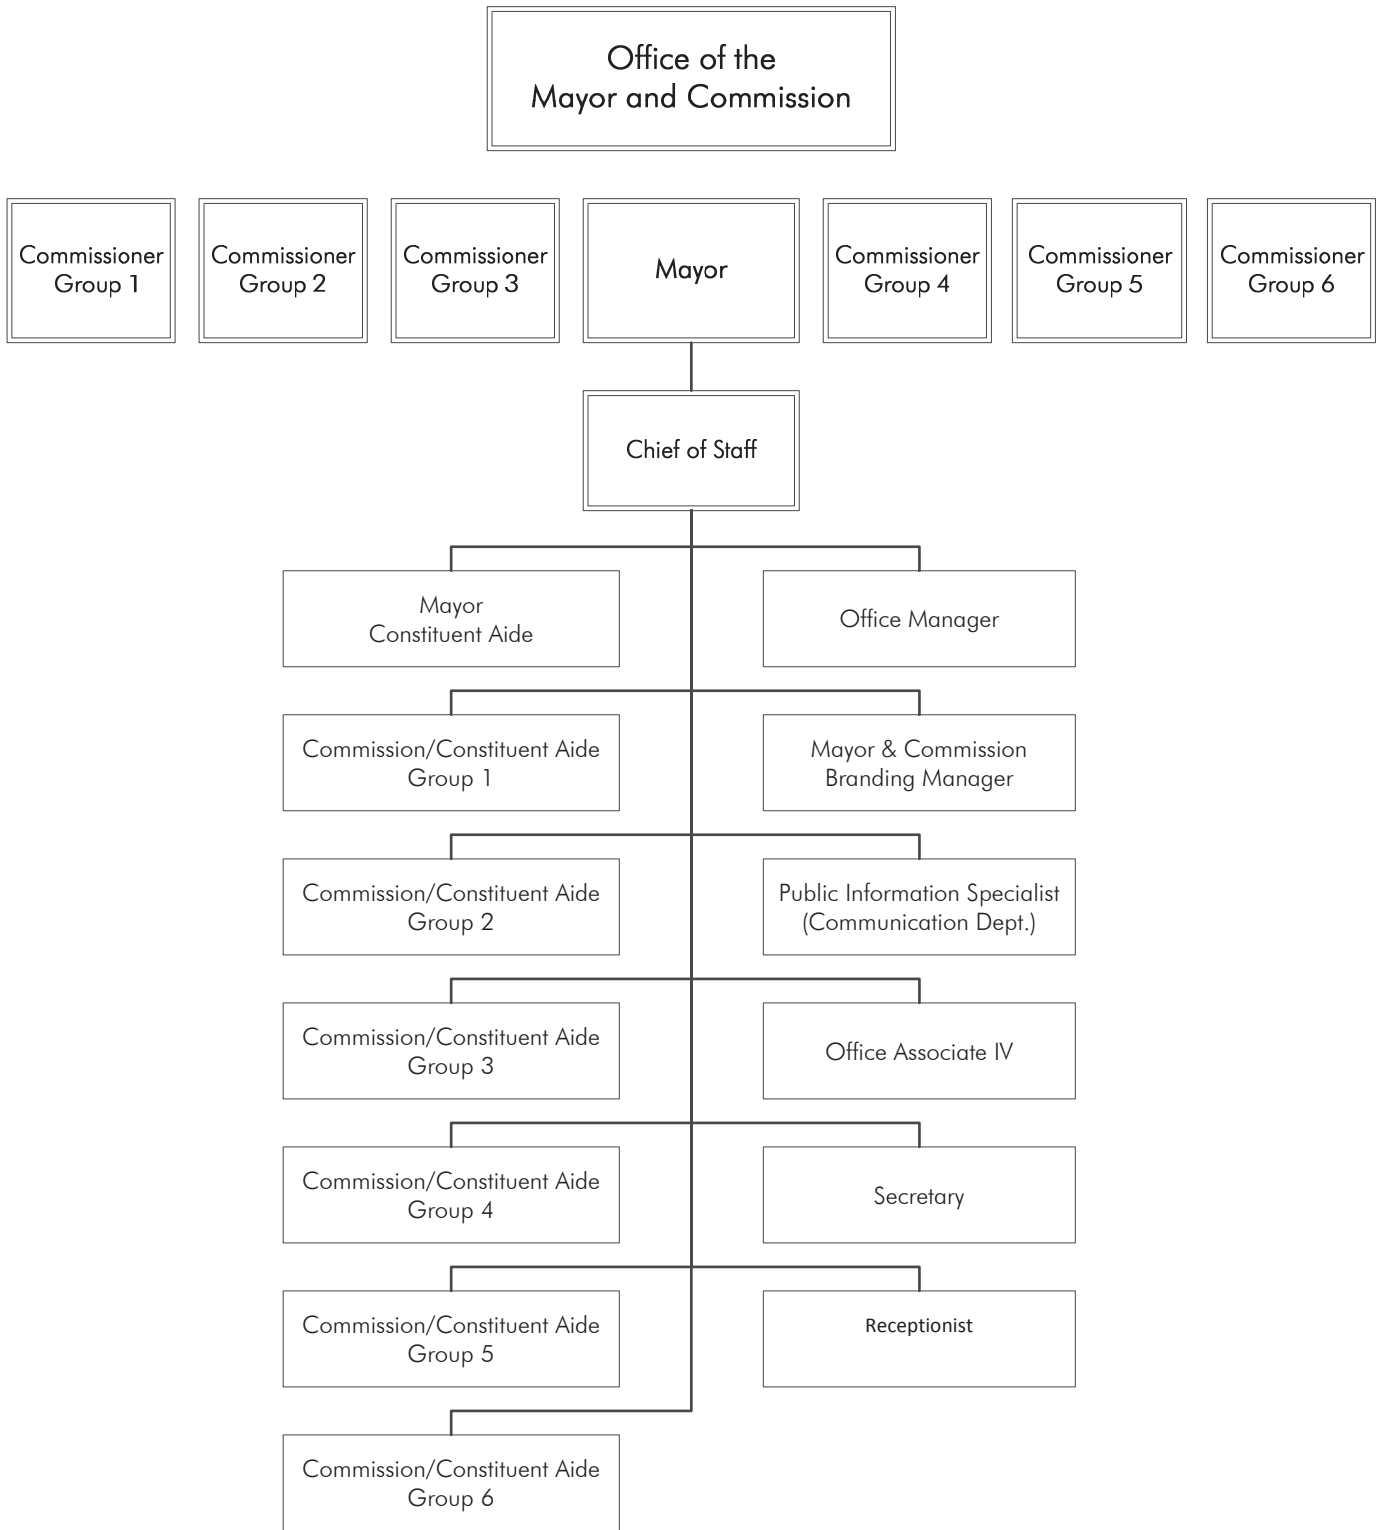 Office of the
Mayor and Commission
Commissioner
Group 1
Commissioner
Group 2
Commissioner
Group 3
Mayor
Commissioner
Group 4
Commissioner
Group 5
Commissioner
Group 6
Chief of Staff
Mayor
Constituent Aide
Office Manager
Commission/Constituent Aide
Group 1
Mayor & Commission
Branding Manager
Commission/Constituent Aide
Group 2
Public Information Specialist
(Communication Dept.)
Commission/Constituent Aide
Group 3
Office Associate IV
Commission/Constituent Aide
Group 4
Secretary
Commission/Constituent Aide
Group 5
Receptionist
Commission/Constituent Aide
Group 6